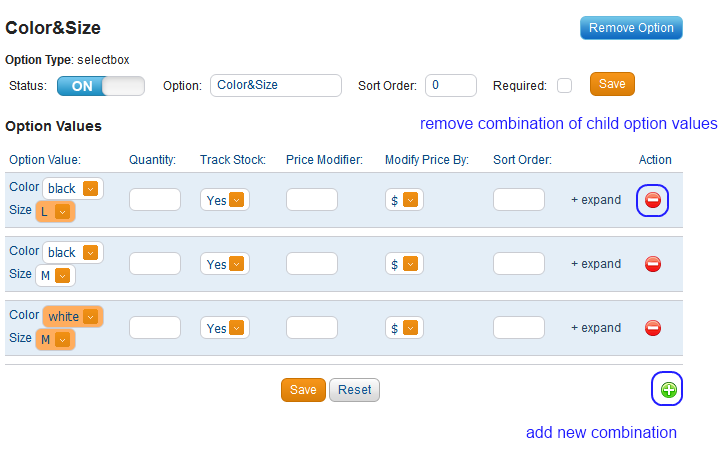 Color&Size
Remove Option
Option Type: selectbox
Status: ON Option: Color&Size Sort Order: 0 Required: Save
Option Values
remove combination of child option values
Option Value: Quantity: Track Stock: Price Modifier: Modify Price By: Sort Order: Action
Color black
Size L Yes $ + expand
Color black
Size M Yes $ + expand
Color white
Size M Yes $ + expand
Save Reset
add new combination